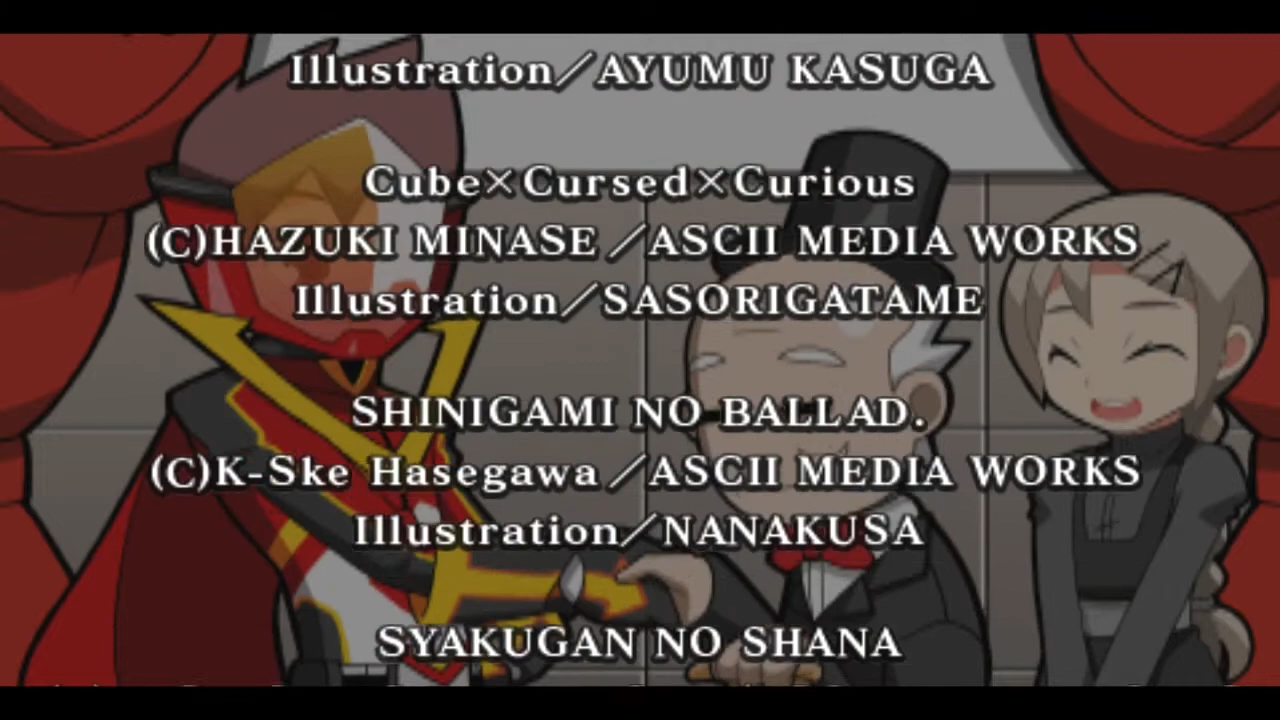 Illustration／AYUMU KASUGA
Cube×Cursed×Curious
(C)HAZUKI MINASE／ASCII MEDIA WORKS
Illustration／SASORIGATAME
SHINIGAMI NO BALLAD.
(C)K-Ske Hasegawa／ASCII MEDIA WORKS
Illustration／NANAKUSA
SYAKUGAN NO SHANA